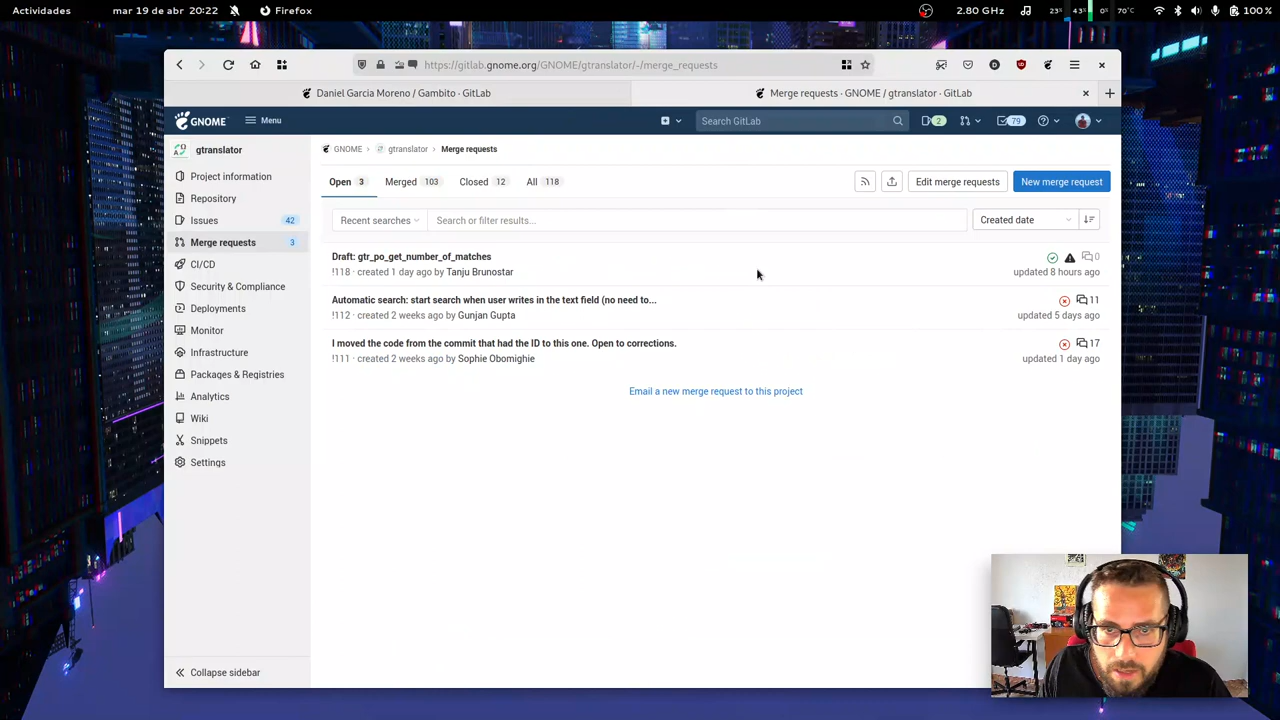 Actividades
mar 19 de abr 20:22
Firefox
2.80 GHz
23%
43%
0%
70°C
100 %
https://gitlab.gnome.org/GNOME/gtranslator/-/merge_requests
Daniel Garcia Moreno / Gambito · GitLab
Merge requests · GNOME / gtranslator · GitLab
GNOME
Menu
Search GitLab
2
79
gtranslator
Project information
Repository
Issues 42
Merge requests 3
CI/CD
Security & Compliance
Deployments
Monitor
Infrastructure
Packages & Registries
Analytics
Wiki
Snippets
Settings
Collapse sidebar
GNOME › gtranslator › Merge requests
Open 3 Merged 103 Closed 12 All 118
Edit merge requests
New merge request
Recent searches
Search or filter results...
Created date
Draft: gtr_po_get_number_of_matches
0
!118 · created 1 day ago by Tanju Brunostar
updated 8 hours ago
Automatic search: start search when user writes in the text field (no need to...
11
!112 · created 2 weeks ago by Gunjan Gupta
updated 5 days ago
I moved the code from the commit that had the ID to this one. Open to corrections.
17
!111 · created 2 weeks ago by Sophie Obomighie
updated 1 day ago
Email a new merge request to this project